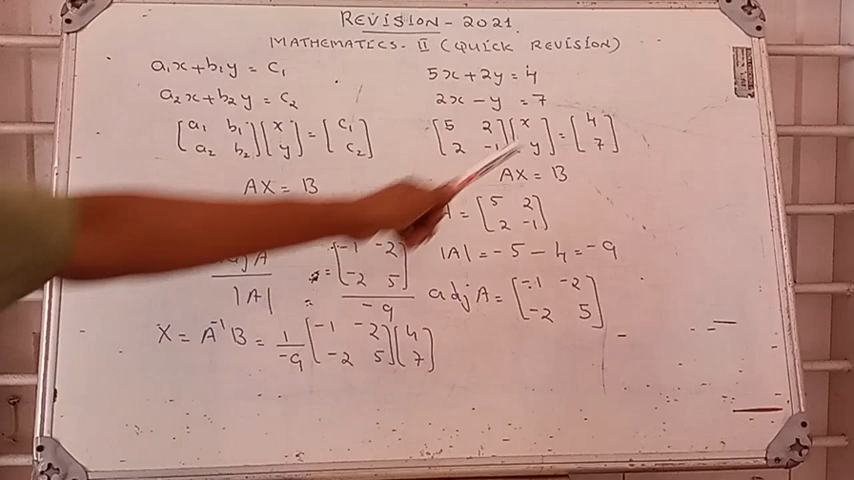 REVISION - 2021
MATHEMATICS - II (QUICK REVISION)
a₁x + b₁y = c₁
a₂x + b₂y = c₂
[a₁ b₁
a₂ b₂] [x
y] = [c₁
c₂]
AX = B
adj A
|A|
= [-1 -2
-2 5]
-9
X = A⁻¹B = 1/-9 [-1 -2
-2 5] [4
7]
5x + 2y = 4
2x - y = 7
[5 2
2 -1] [x
y] = [4
7]
AX = B
A = [5 2
2 -1]
|A| = -5 - 4 = -9
adj A = [-1 -2
-2 5]